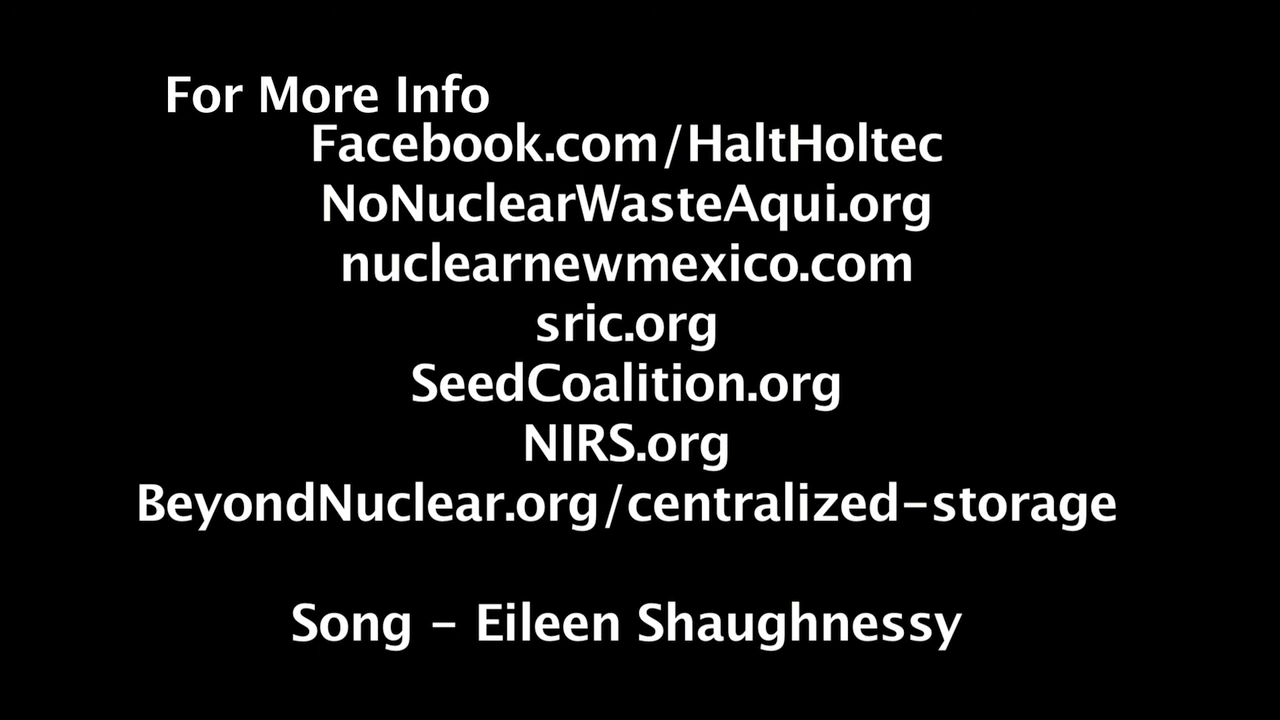 For More Info
Facebook.com/HaltHoltec
NoNuclearWasteAqui.org
nuclearnewmexico.com
sric.org
SeedCoalition.org
NIRS.org
BeyondNuclear.org/centralized-storage
Song - Eileen Shaughnessy